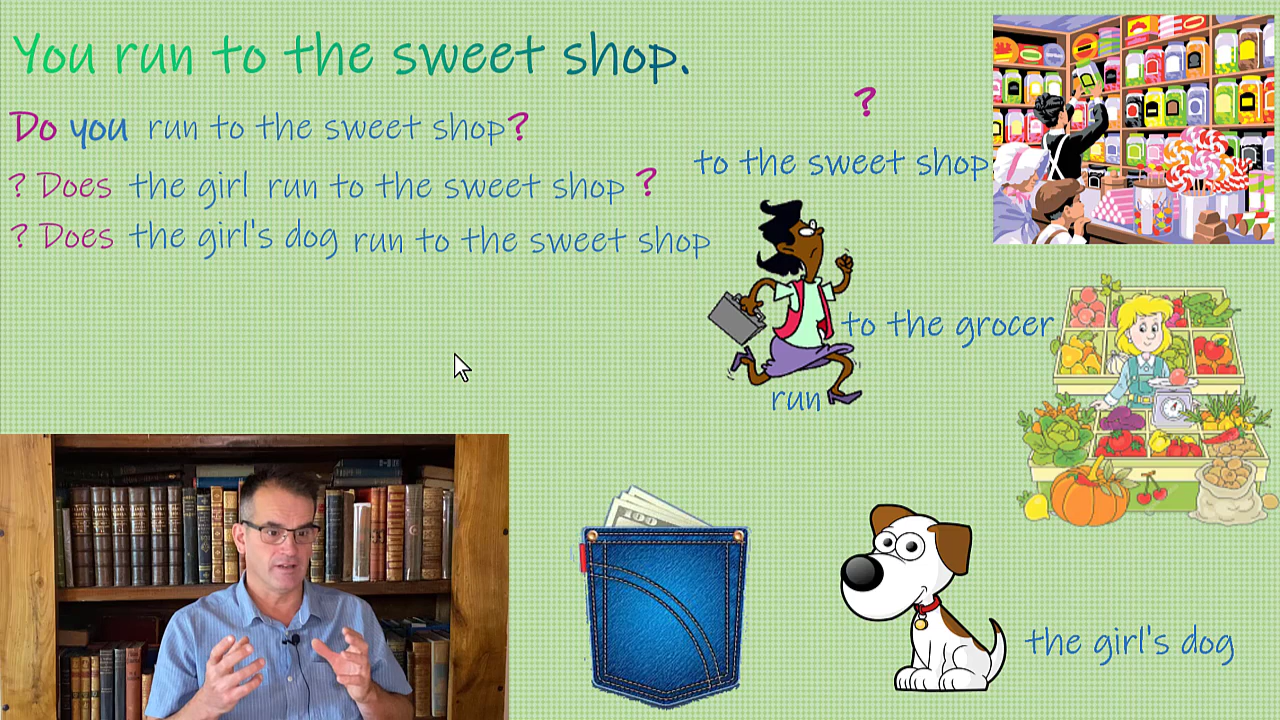 You run to the sweet shop.
Do you run to the sweet shop?
? Does the girl run to the sweet shop ?
? Does the girl's dog run to the sweet shop
?
to the sweet shop
to the grocer
run
100
the girl's dog